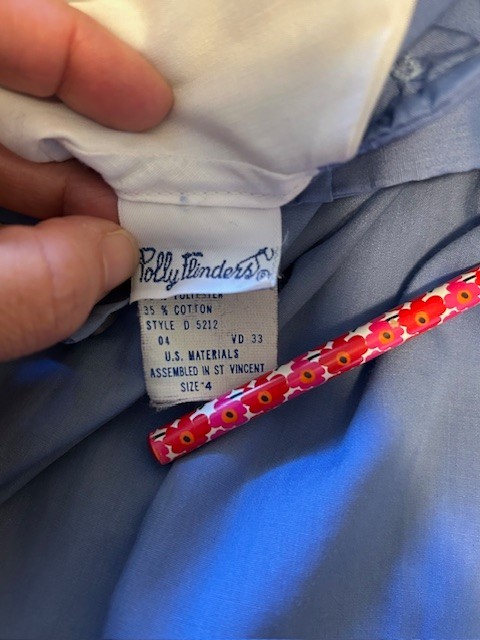 Polly Flinders
POLYESTER
35 % COTTON
STYLE D 5212
04 VD 33
U.S. MATERIALS
ASSEMBLED IN ST VINCENT
SIZE 4